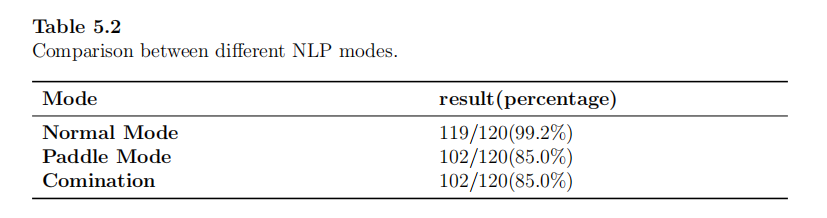 Table 5.2
Comparison between different NLP modes.
Mode result(percentage)
Normal Mode 119/120(99.2%)
Paddle Mode 102/120(85.0%)
Comination 102/120(85.0%)